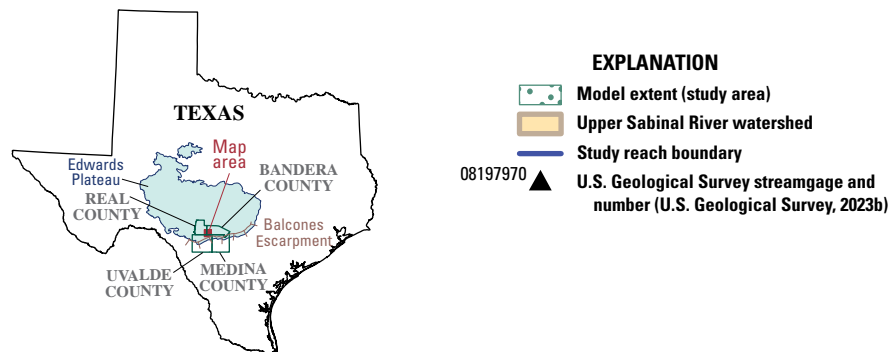 TEXAS
Map
area
Edwards
Plateau
BANDERA
COUNTY
REAL
COUNTY
Balcones
Escarpment
UVALDE
COUNTY
MEDINA
COUNTY
EXPLANATION
Model extent (study area)
Upper Sabinal River watershed
Study reach boundary
08197970
U.S. Geological Survey streamgage and
number (U.S. Geological Survey, 2023b)